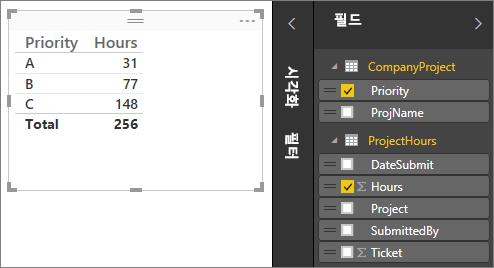 Priority Hours
A 31
B 77
C 148
Total 256
시각화
필터
필드
CompanyProject
Priority
ProjName
ProjectHours
DateSubmit
Σ Hours
Project
SubmittedBy
Σ Ticket